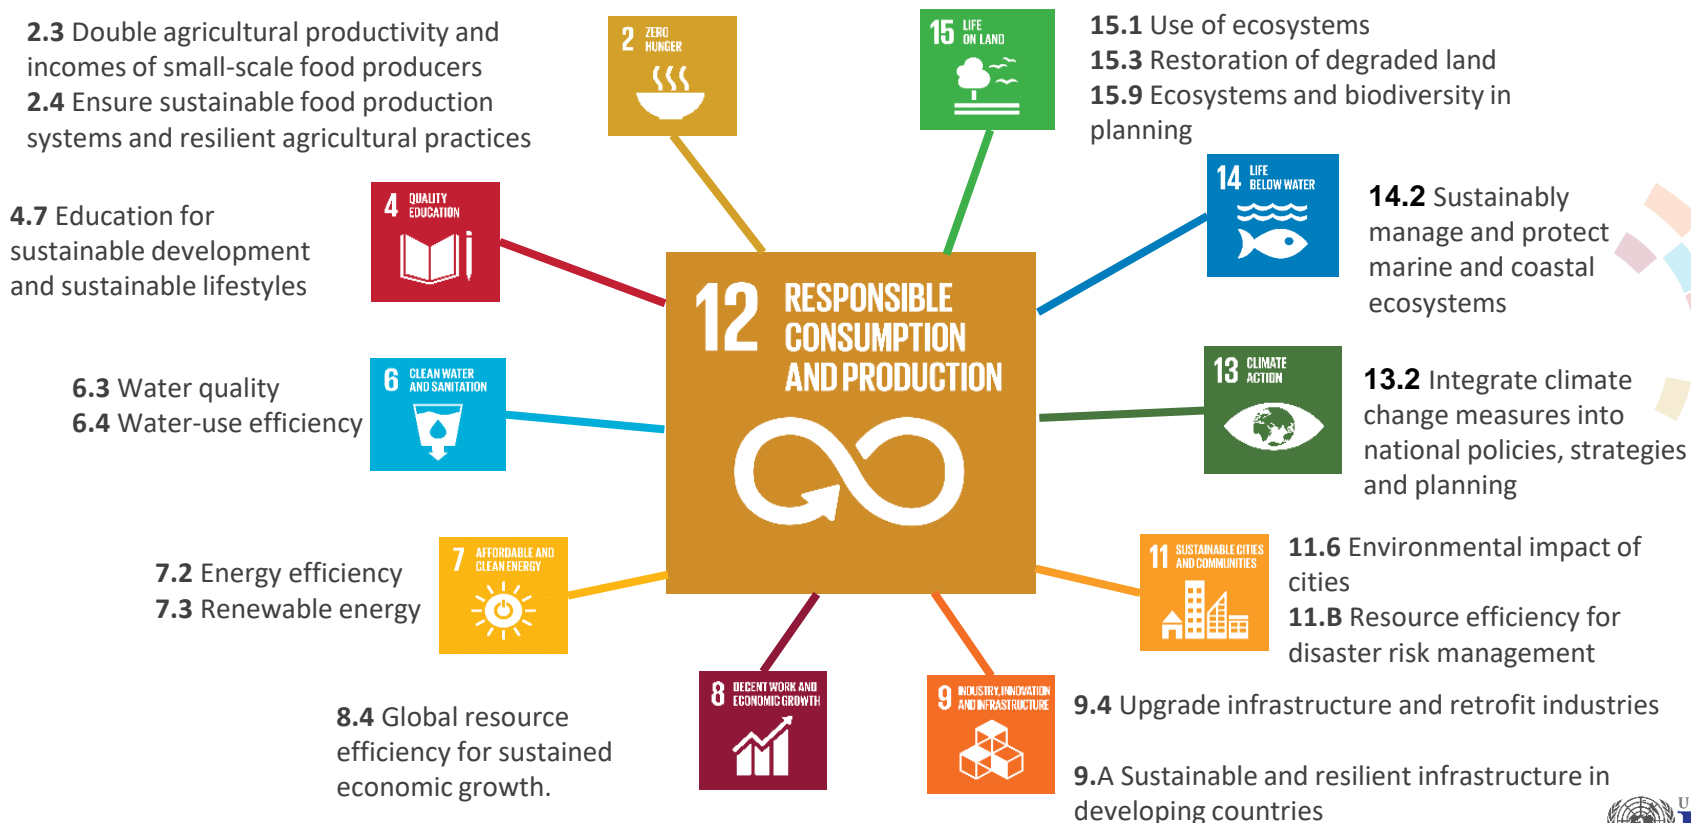 2.3 Double agricultural productivity and
incomes of small-scale food producers
2.4 Ensure sustainable food production
systems and resilient agricultural practices
2 ZERO
HUNGER
15 LIFE
ON LAND
15.1 Use of ecosystems
15.3 Restoration of degraded land
15.9 Ecosystems and biodiversity in
planning
4.7 Education for
sustainable development
and sustainable lifestyles
4 QUALITY
EDUCATION
14 LIFE
BELOW WATER
14.2 Sustainably
manage and protect
marine and coastal
ecosystems
12 RESPONSIBLE
CONSUMPTION
AND PRODUCTION
6.3 Water quality
6.4 Water-use efficiency
6 CLEAN WATER
AND SANITATION
13 CLIMATE
ACTION
13.2 Integrate climate
change measures into
national policies, strategies
and planning
7.2 Energy efficiency
7.3 Renewable energy
7 AFFORDABLE AND
CLEAN ENERGY
11 SUSTAINABLE CITIES
AND COMMUNITIES
11.6 Environmental impact of
cities
11.B Resource efficiency for
disaster risk management
8.4 Global resource
efficiency for sustained
economic growth.
8 DECENT WORK AND
ECONOMIC GROWTH
9 INDUSTRY, INNOVATION
AND INFRASTRUCTURE
9.4 Upgrade infrastructure and retrofit industries
9.A Sustainable and resilient infrastructure in
developing countries